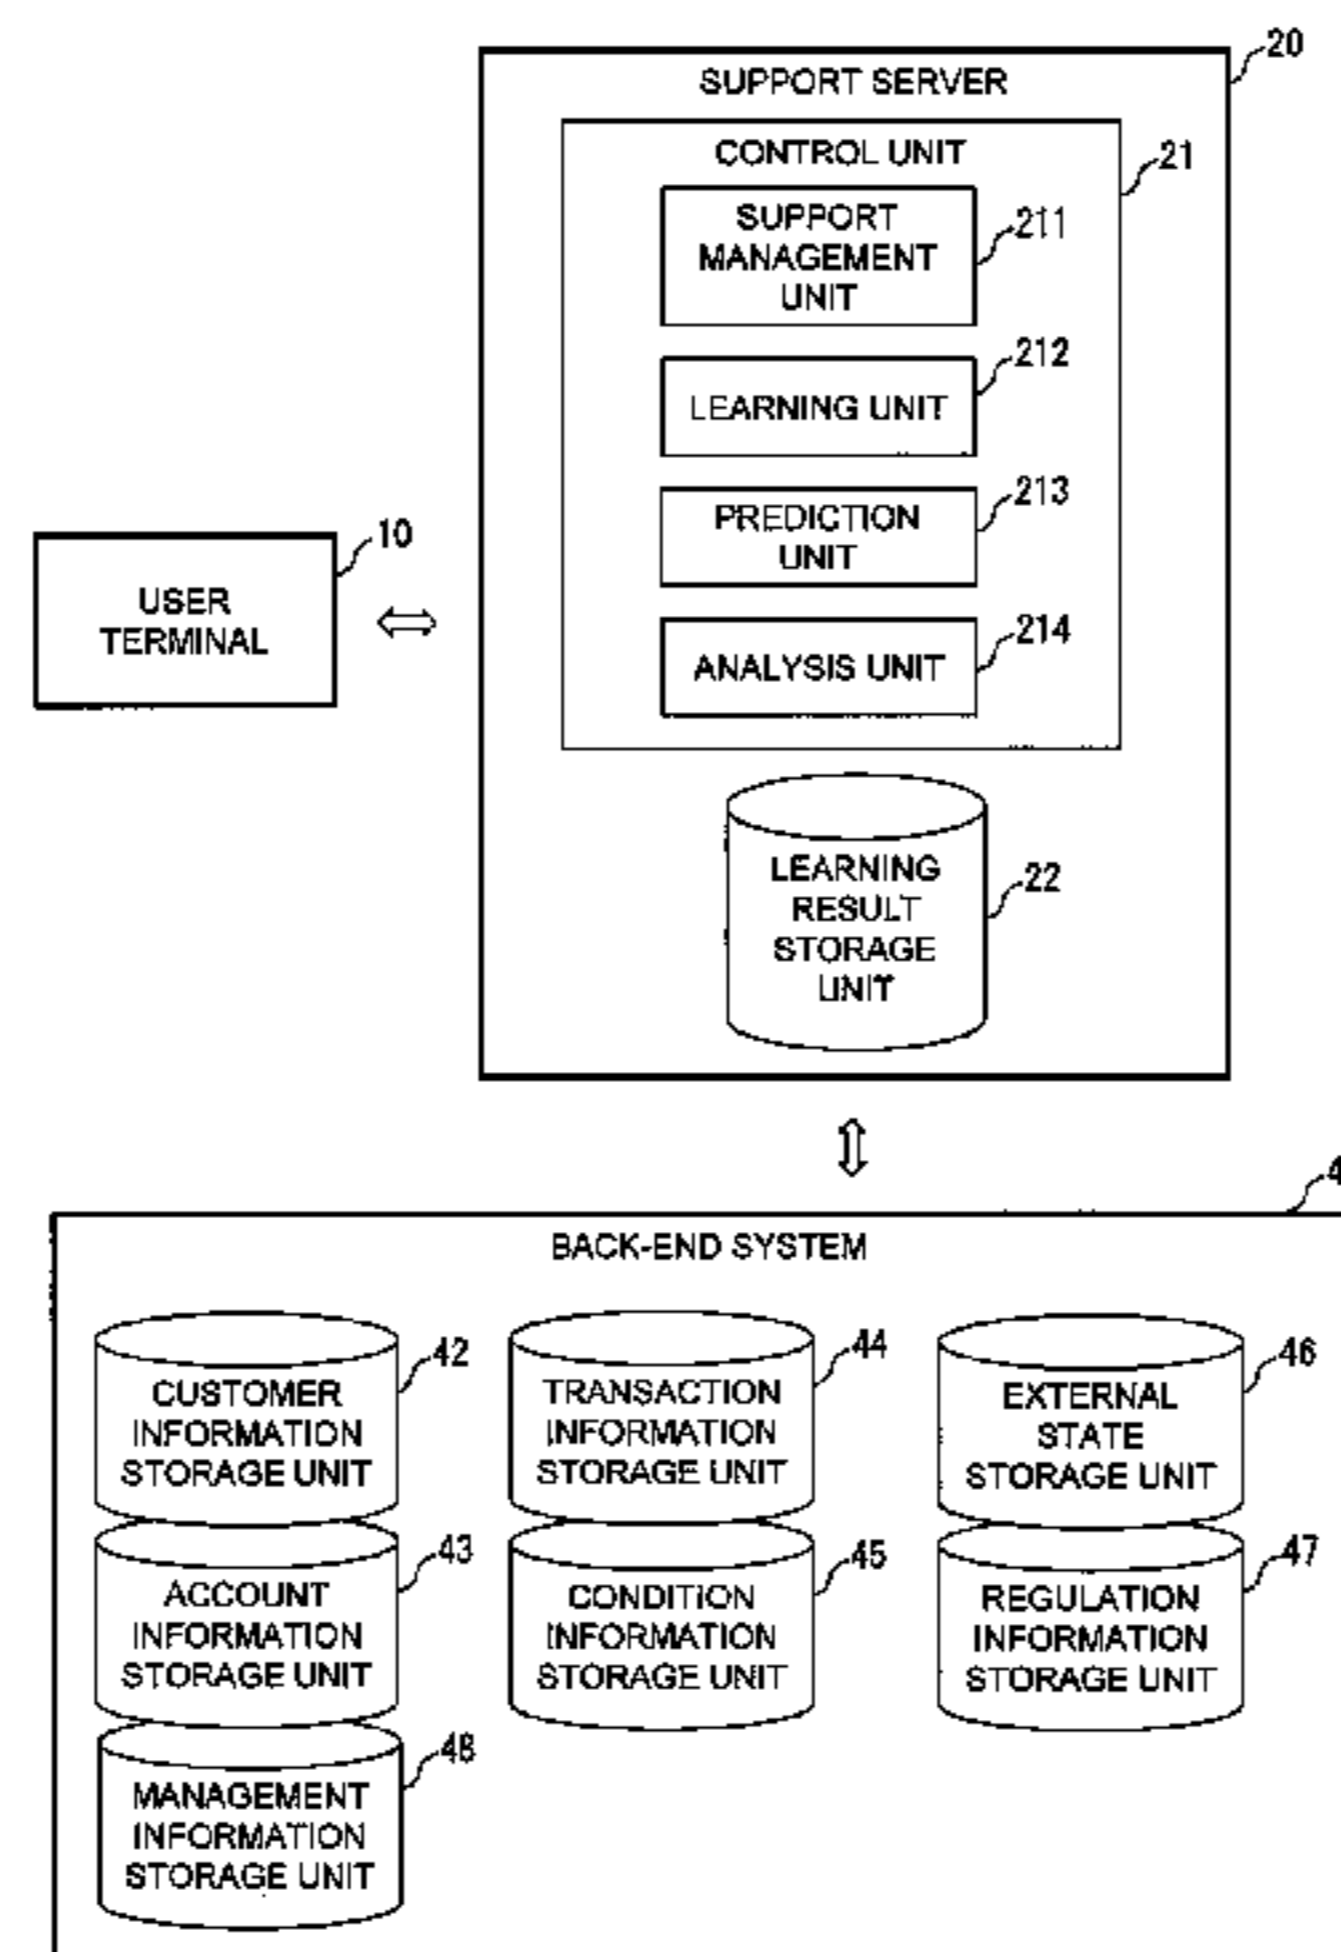 20
SUPPORT SERVER
CONTROL UNIT
21
SUPPORT
MANAGEMENT
UNIT
211
212
LEARNING UNIT
213
PREDICTION
UNIT
10
USER
TERMINAL
214
ANALYSIS UNIT
LEARNING
RESULT
STORAGE
UNIT
22
BACK-END SYSTEM
CUSTOMER
INFORMATION
STORAGE UNIT
42
TRANSACTION
INFORMATION
STORAGE UNIT
44
EXTERNAL
STATE
STORAGE UNIT
46
ACCOUNT
INFORMATION
STORAGE UNIT
43
CONDITION
INFORMATION
STORAGE UNIT
45
REGULATION
INFORMATION
STORAGE UNIT
47
MANAGEMENT
INFORMATION
STORAGE UNIT
48